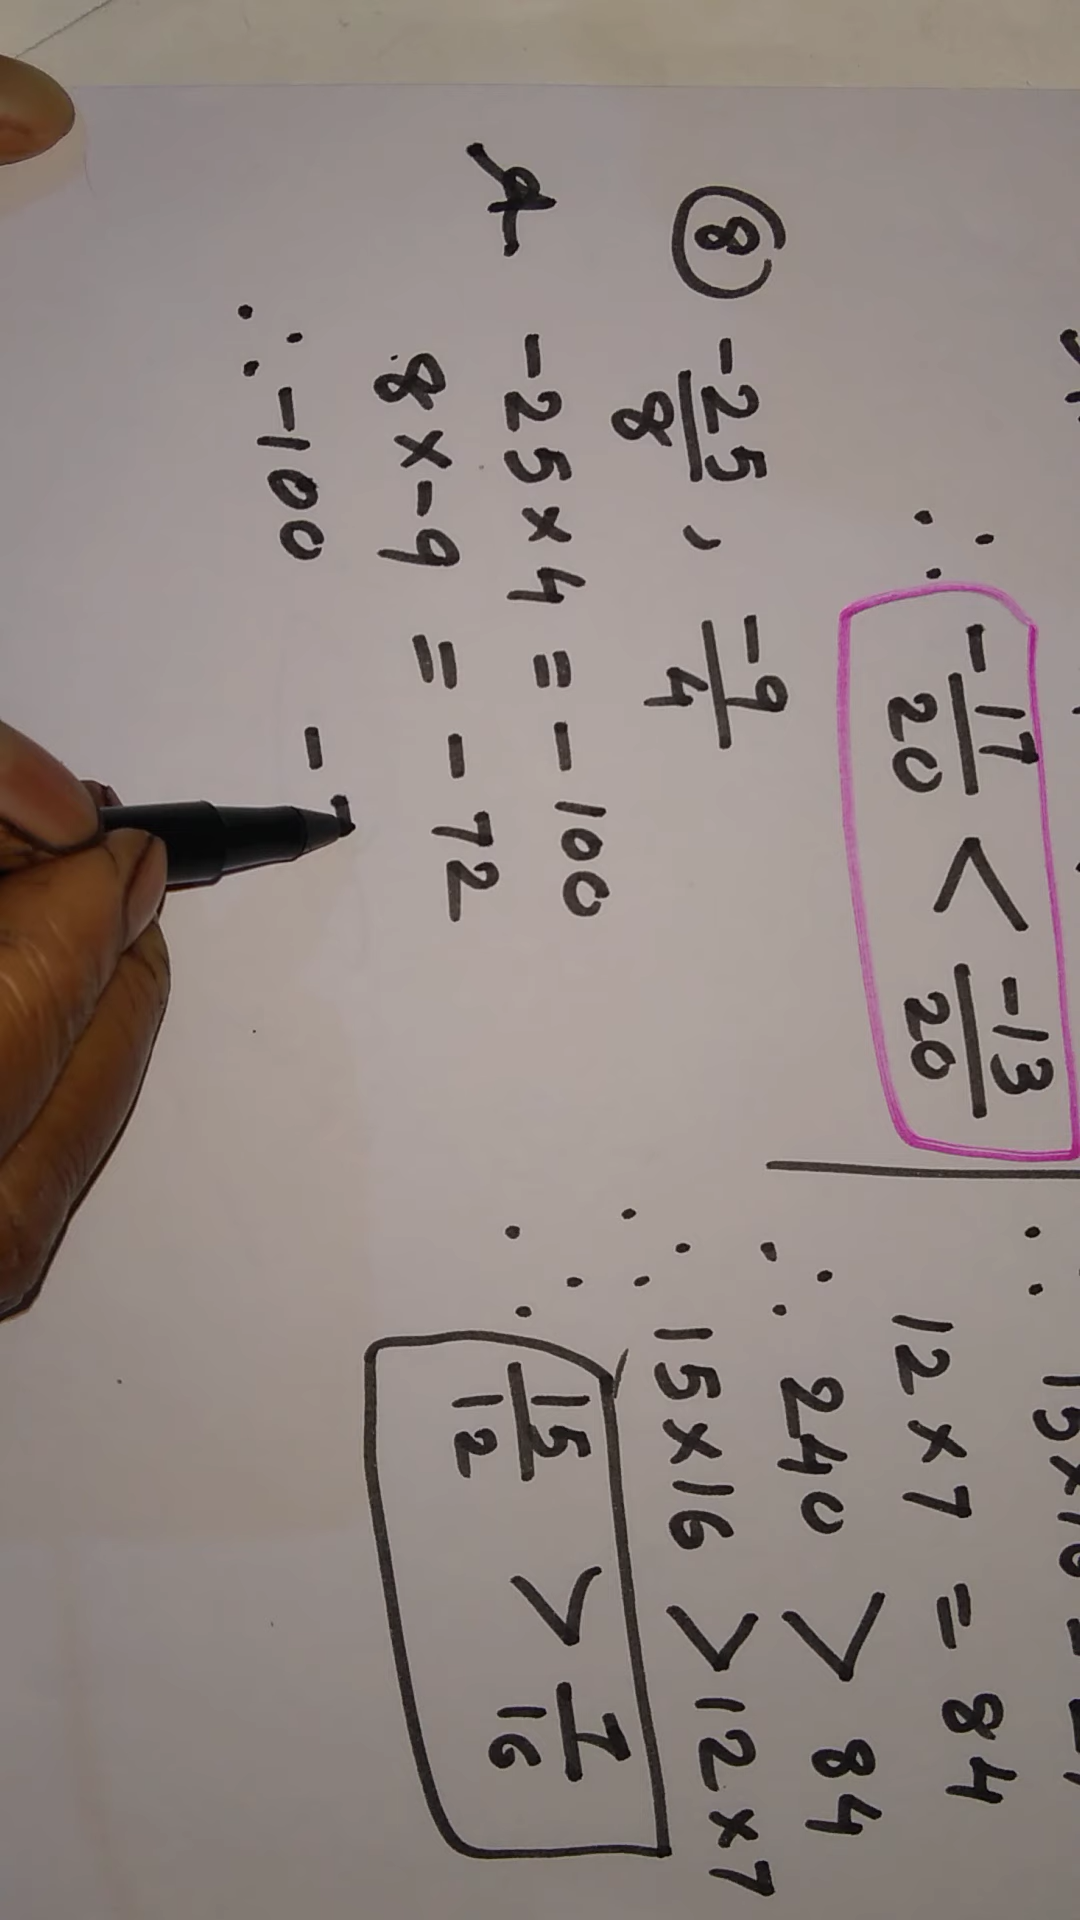 ∴ -17/20 < -13/20
⑧ -25/8 , -9/4
-25 × 4 = -100
8 × -9 = -72
∴ -100 -7
12 × 7 = 84
∴ 240 > 84
∴ 15 × 16 > 12 × 7
∴ 15/12 > 7/16